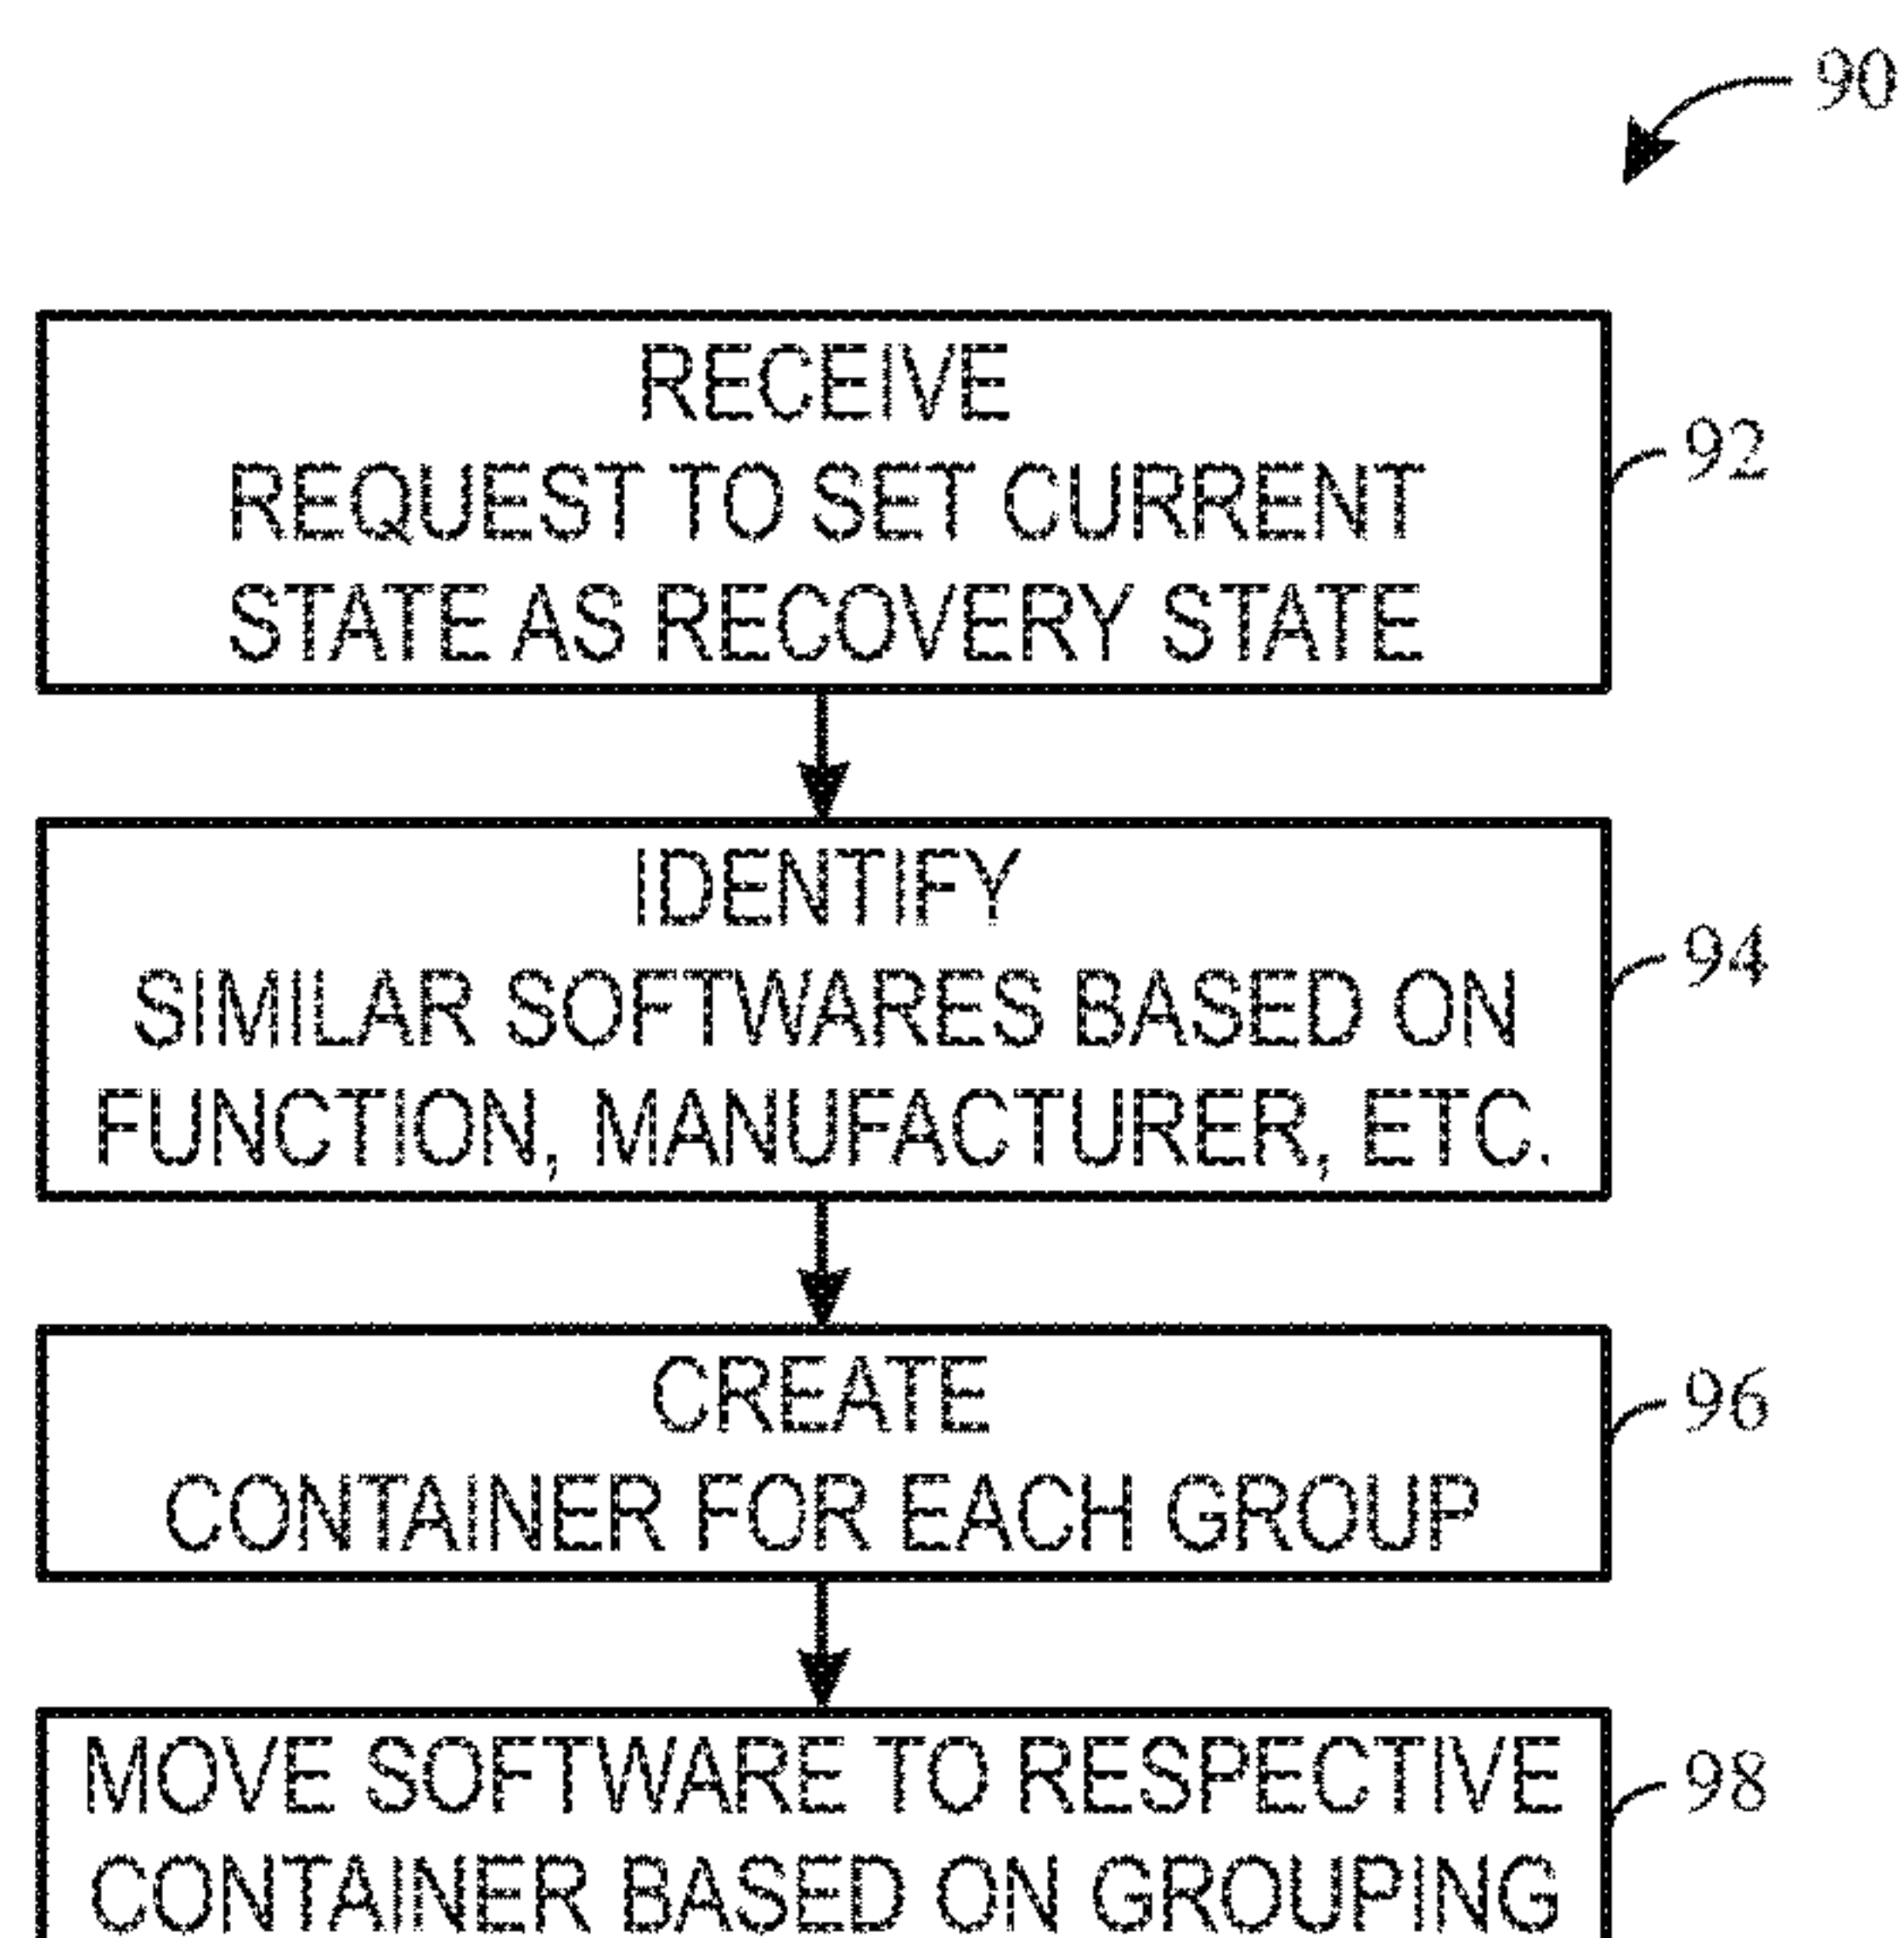 90
RECEIVE
REQUEST TO SET CURRENT
STATE AS RECOVERY STATE
92
IDENTIFY
SIMILAR SOFTWARES BASED ON
FUNCTION, MANUFACTURER, ETC.
94
CREATE
CONTAINER FOR EACH GROUP
96
MOVE SOFTWARE TO RESPECTIVE
CONTAINER BASED ON GROUPING
98